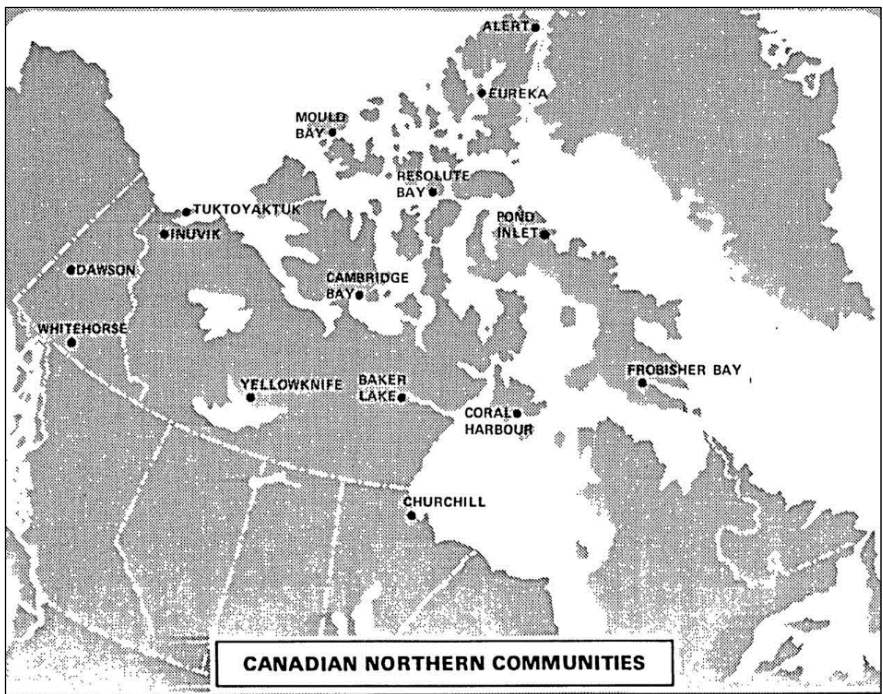 ALERT
EUREKA
MOULD
BAY
RESOLUTE
BAY
TUKTOYAKTUK
POND
INLET
INUVIK
DAWSON
CAMBRIDGE
BAY
WHITEHORSE
FROBISHER BAY
YELLOWKNIFE
BAKER
LAKE
CORAL
HARBOUR
CHURCHILL
CANADIAN NORTHERN COMMUNITIES